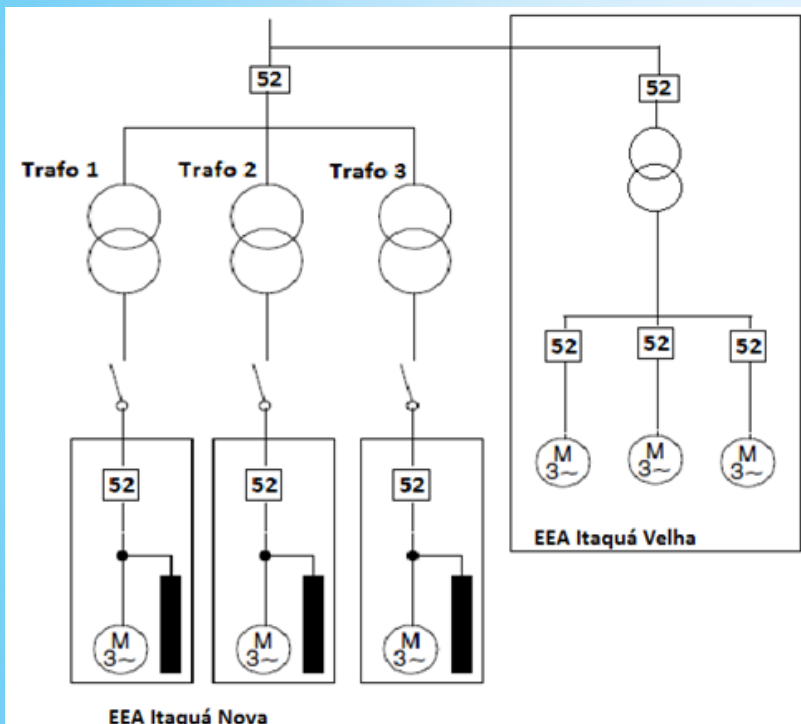 52
52
Trafo 1
Trafo 2
Trafo 3
52
52
52
M
3~
M
3~
M
3~
EEA Itaquá Velha
52
52
52
M
3~
M
3~
M
3~
EEA Itaquá Nova